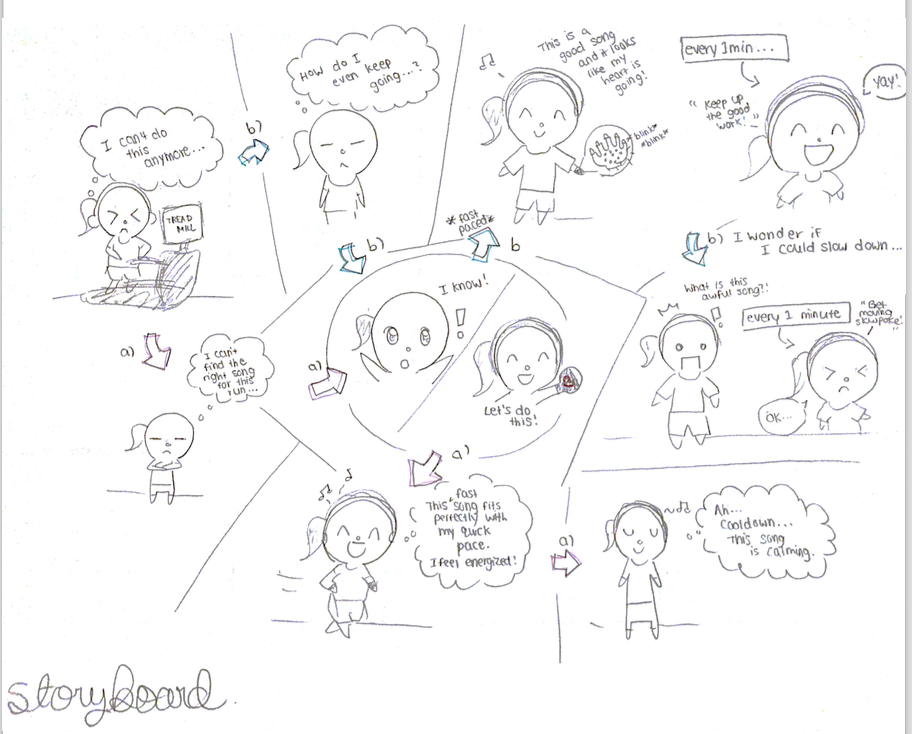 I can't do
this
anymore...
TREAD
MILL
b)
How do I
even keep
going...?
This is a
good song
and it looks
like my
heart is
going!
*blink*
*blink*
every 1min...
"Keep up
the good
work!"
Yay!
a)
I can't
find the
right song
for this
run...
b)
*fast
paced*
b
a)
I know!
!
Let's do
this!
b) I wonder if
I could slow down...
What is this
awful song?!
!
every 1 minute
"Get
moving
slowpoke!"
OK...
a)
fast
This ^ song fits
perfectly with
my quick
pace.
I feel energized!
a)
Ah...
Cooldown...
This song
is calming.
storyboard.